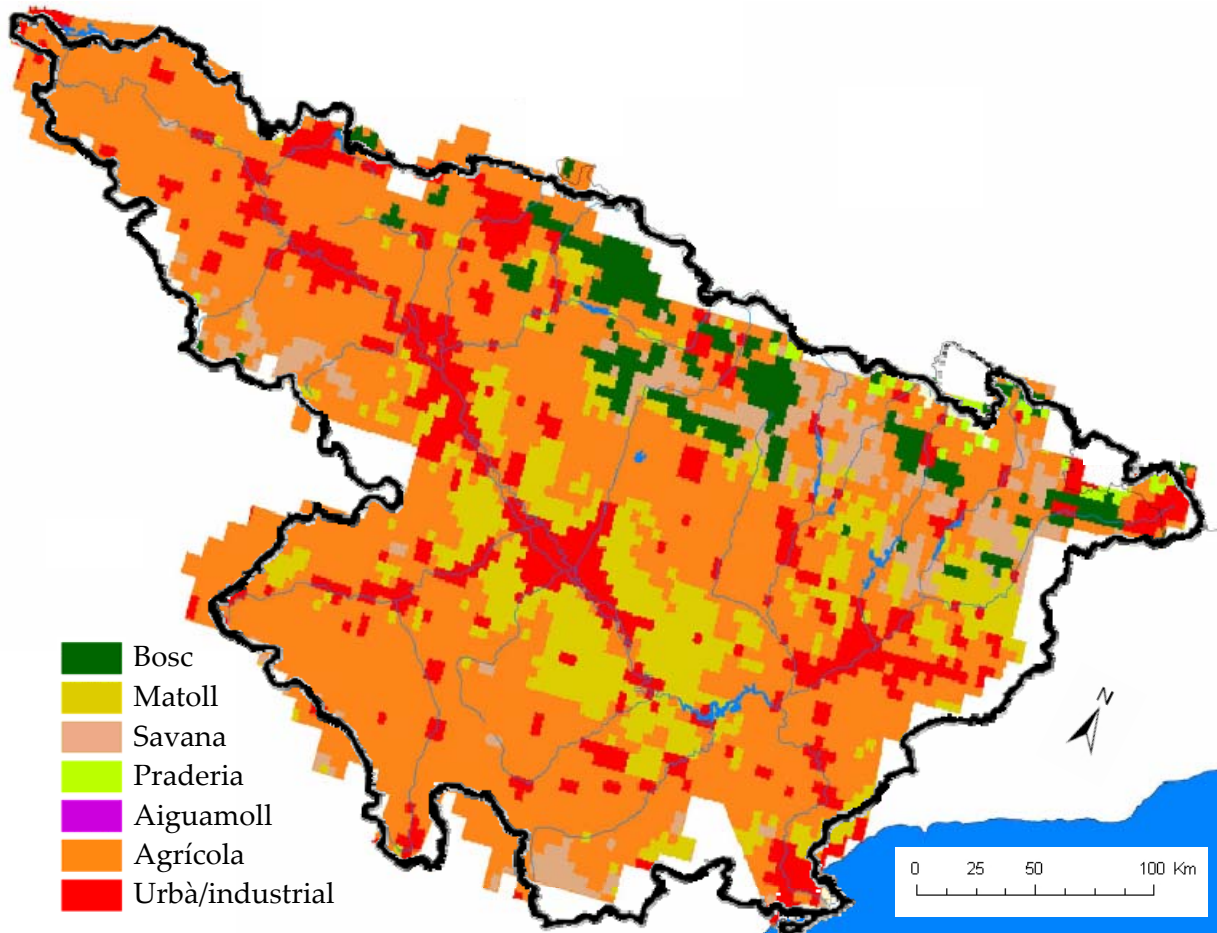 Bosc
Matoll
Savana
Praderia
Aiguamoll
Agrícola
Urbà/industrial
N
0 25 50 100 Km